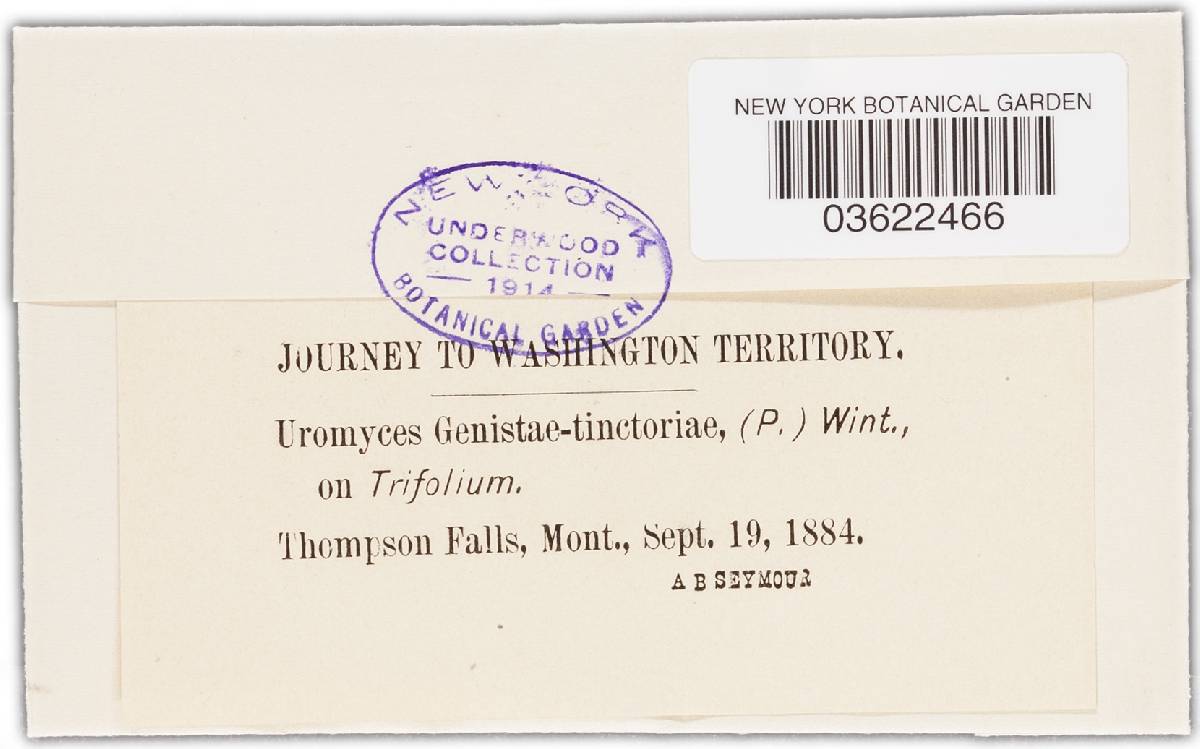 NEW YORK BOTANICAL GARDEN
03622466
NEW YORK
UNDERWOOD
COLLECTION
— 1914 —
BOTANICAL GARDEN
JOURNEY TO WASHINGTON TERRITORY.
Uromyces Genistae-tinctoriae, (P.) Wint.,
on Trifolium.
Thompson Falls, Mont., Sept. 19, 1884.
A B SEYMOUR